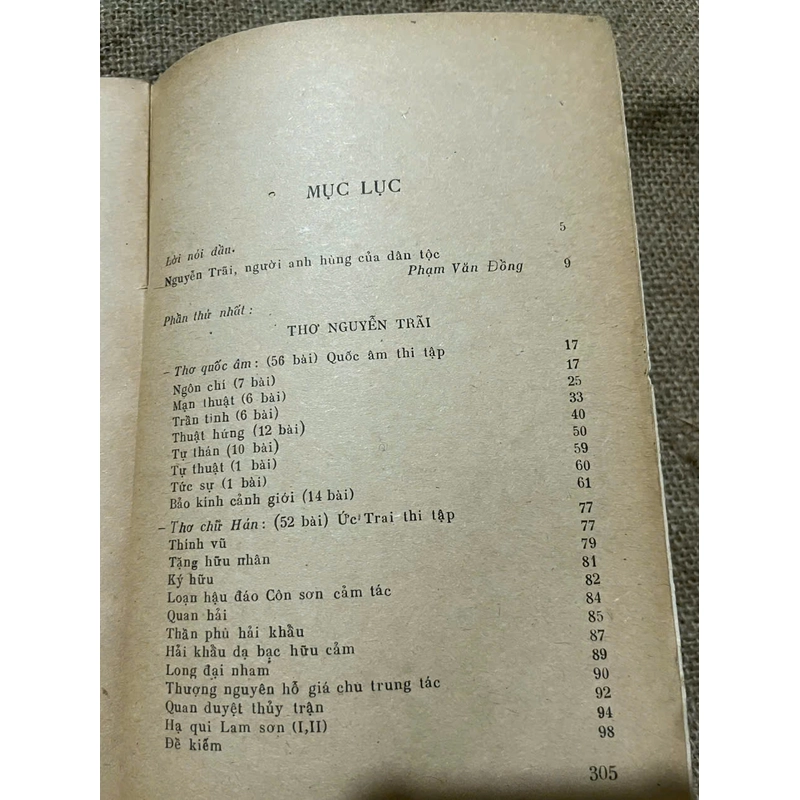 MỤC LỤC
Lời nói đầu. 5
Nguyễn Trãi, người anh hùng của dân tộc
Phạm Văn Đồng 9
Phần thứ nhất :
THƠ NGUYỄN TRÃI
– Thơ quốc âm : (56 bài) Quốc âm thi tập 17
Ngôn chí (7 bài) 17
Mạn thuật (6 bài) 25
Trần tình (6 bài) 33
Thuật hứng (12 bài) 40
Tự thán (10 bài) 50
Tự thuật (1 bài) 59
Tức sự (1 bài) 60
Bảo kính cảnh giới (14 bài) 61
– Thơ chữ Hán : (52 bài) Ức Trai thi tập 77
Thính vũ 77
Tặng hữu nhân 79
Ký hữu 81
Loạn hậu đáo Côn sơn cảm tác 82
Quan hải 84
Thần phù hải khẩu 85
Hải khẩu dạ bạc hữu cảm 87
Long đại nham 89
Thượng nguyên hỗ giá chu trung tác 90
Quan duyệt thủy trận 92
Hạ qui Lam sơn (I,II) 94
Đề kiếm 98
305